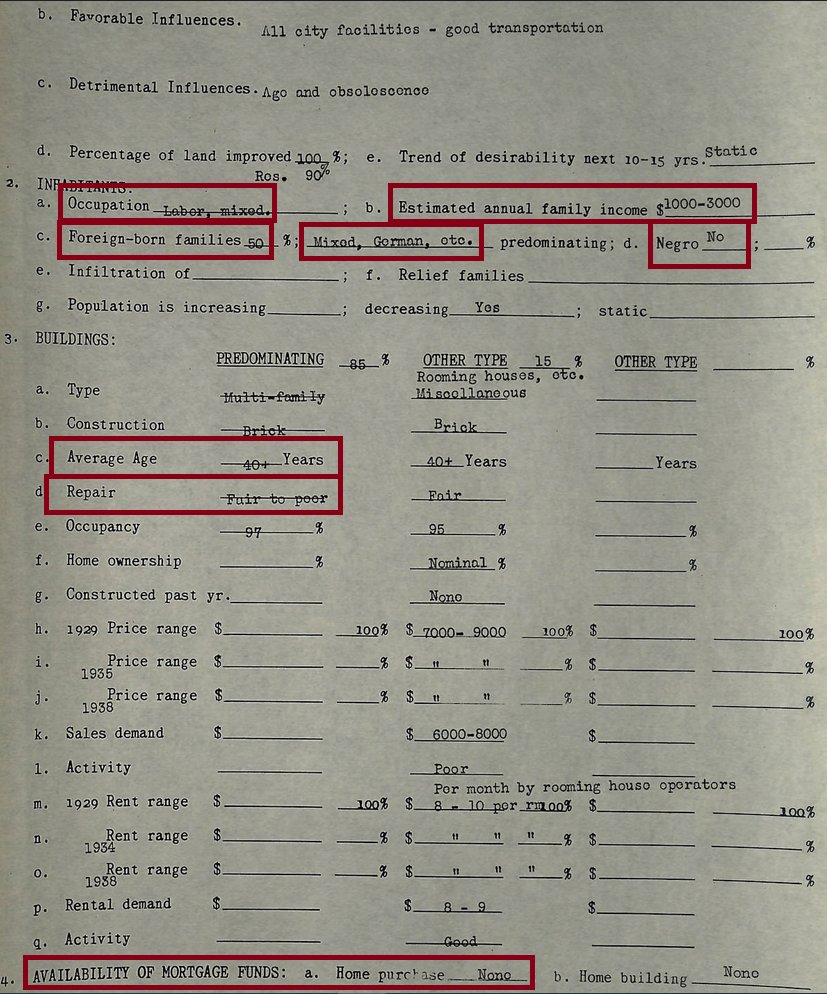 b. Favorable Influences. All city facilities - good transportation
c. Detrimental Influences. Age and obsolescence
d. Percentage of land improved 100 %; e. Trend of desirability next 10-15 yrs. Static
Res. 90%
2. INHABITANTS:
a. Occupation Labor, mixed. ; b. Estimated annual family income $1000-3000
c. Foreign-born families 50 %; Mixed, German, etc. predominating; d. Negro No ; %
e. Infiltration of ; f. Relief families
g. Population is increasing ; decreasing Yes ; static
3. BUILDINGS:
PREDOMINATING 85 % OTHER TYPE 15 % OTHER TYPE %
Rooming houses, etc.
a. Type Multi-family Miscellaneous
b. Construction Brick Brick
c. Average Age 40+ Years 40+ Years Years
d Repair Fair to poor Fair
e. Occupancy 97 % 95 % %
f. Home ownership % Nominal % %
g. Constructed past yr. None
h. 1929 Price range $ 100% $ 7000- 9000 100% $ 100%
i. 1935 Price range $ % $ " " % $ %
j. 1938 Price range $ % $ " " % $ %
k. Sales demand $ $ 6000-8000 $
l. Activity Poor
Per month by rooming house operators
m. 1929 Rent range $ 100% $ 8 - 10 per rm100% $ 100%
n. 1934 Rent range $ % $ " " " % $ %
o. 1938 Rent range $ % $ " " " % $ %
p. Rental demand $ $ 8 - 9 $
q. Activity Good
4. AVAILABILITY OF MORTGAGE FUNDS: a. Home purchase None b. Home building None